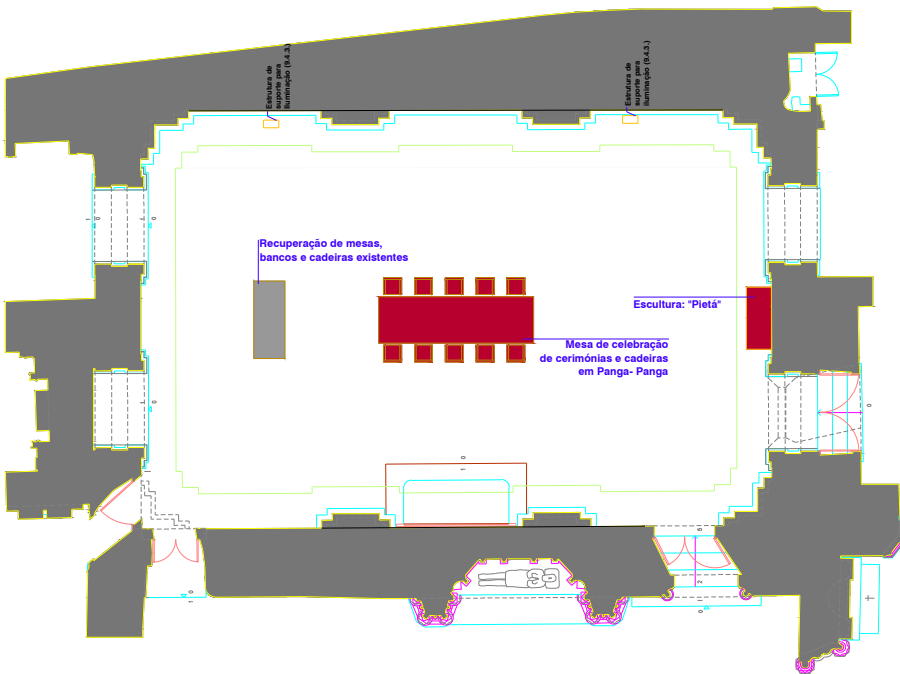 Estrutura de
suporte para
iluminação (9.4.3.)
Estrutura de
suporte para
iluminação (9.4.3.)
Recuperação de mesas,
bancos e cadeiras existentes
Escultura: "Pietá"
Mesa de celebração
de cerimónias e cadeiras
em Panga- Panga